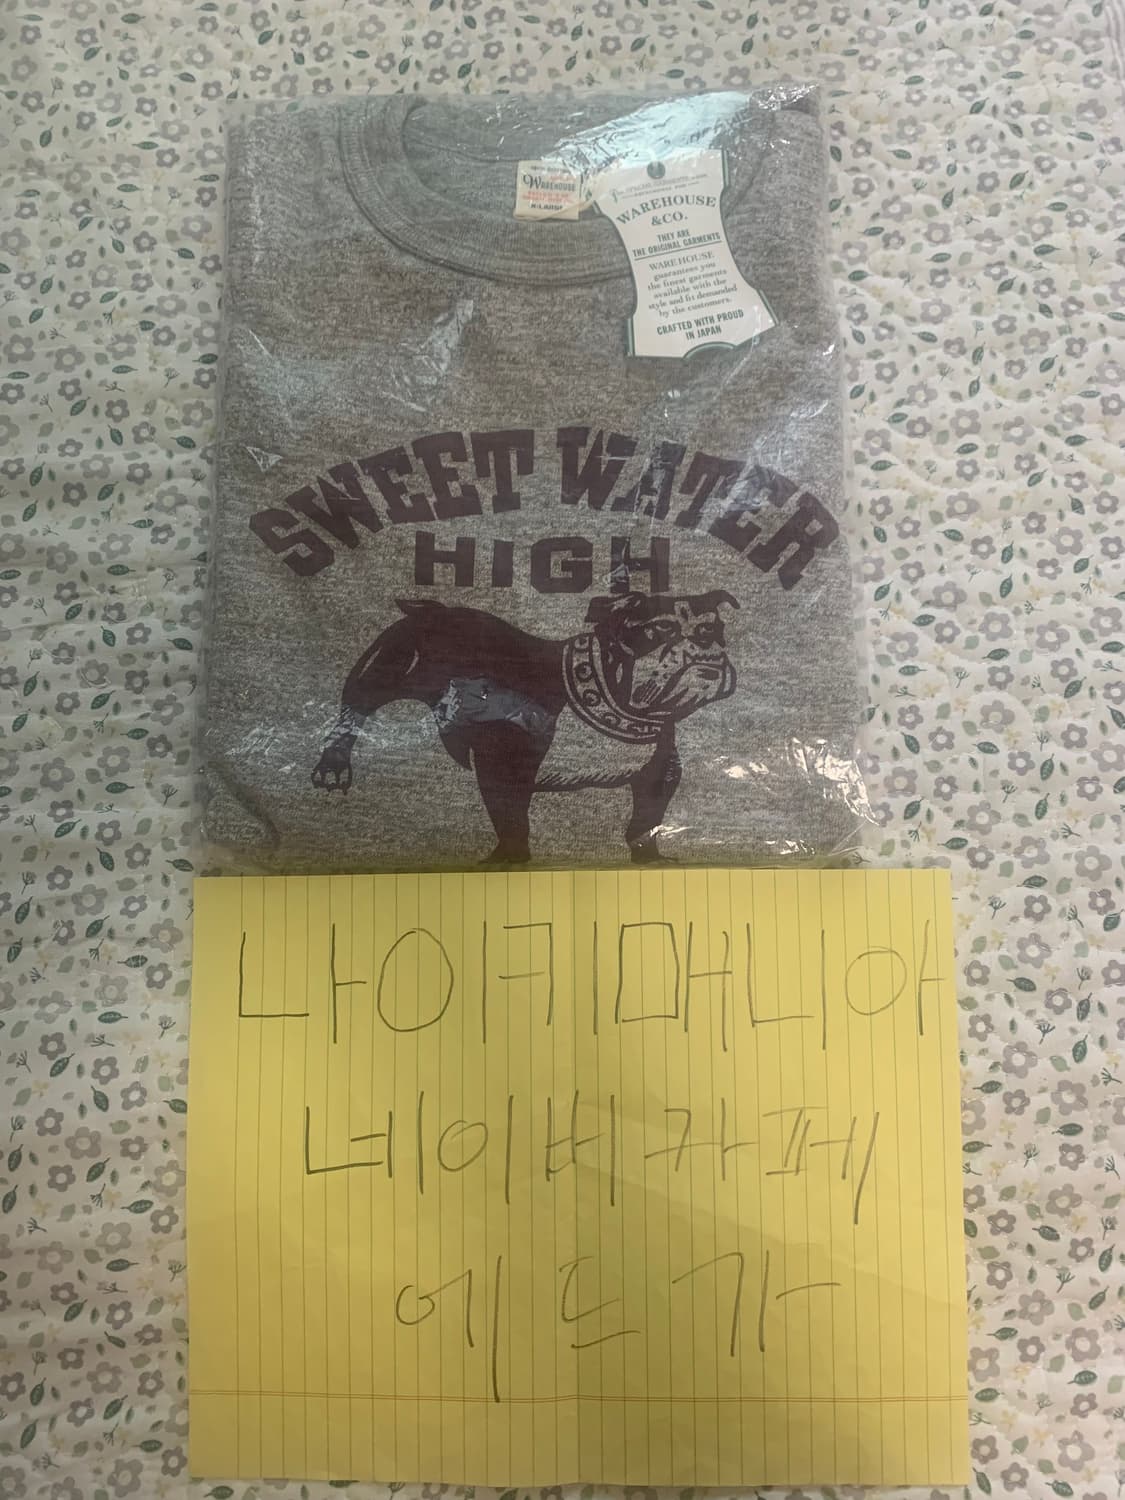 WAREHOUSE
X-LARGE
WAREHOUSE
&CO.
THEY ARE
THE ORIGINAL GARMENTS
WAREHOUSE
guarantees you
the finest garments
available with the
style and fit demanded
by the customers.
CRAFTED WITH PROUD
IN JAPAN
SWEET WATER
HIGH
나이키매니아
네이버카페
에드가